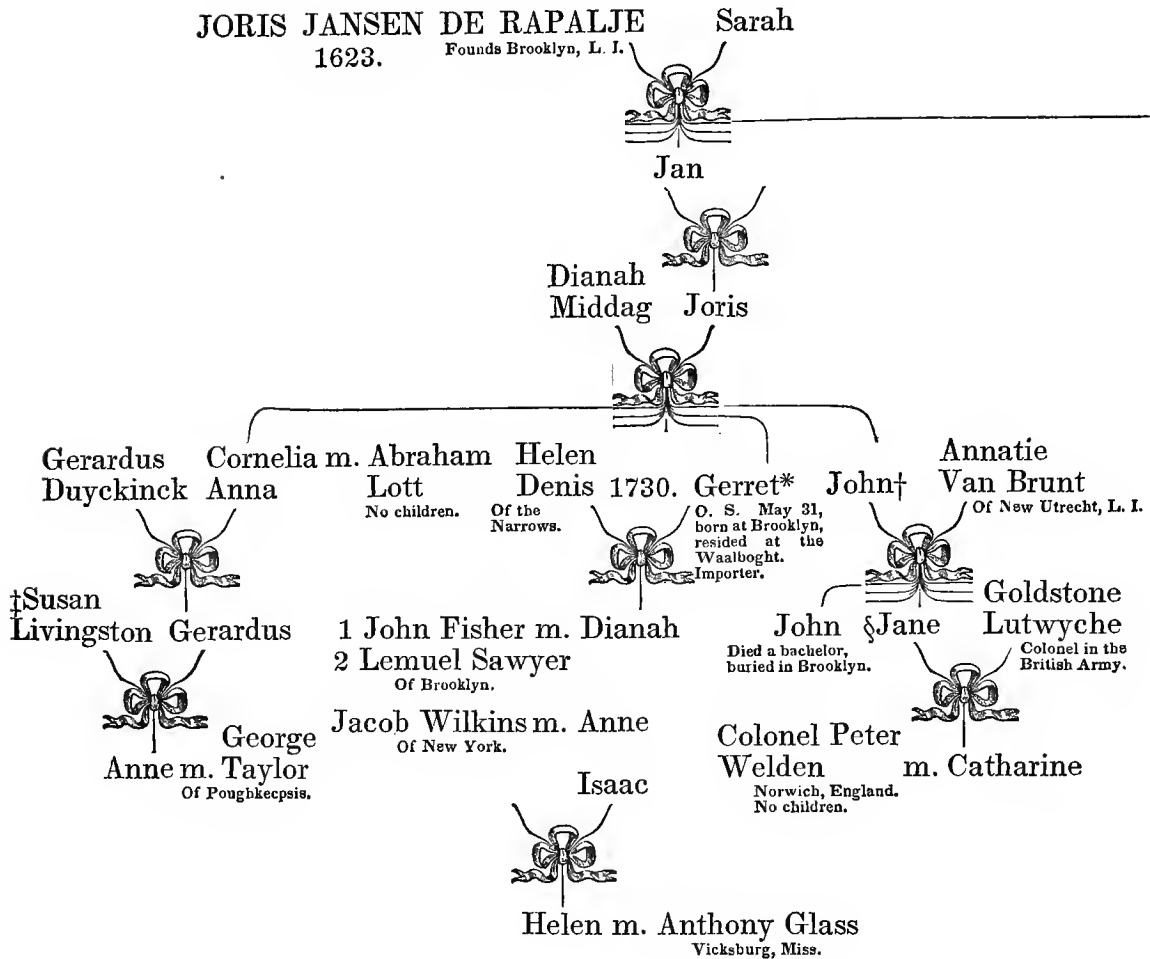 JORIS JANSEN DE RAPALJE Sarah
1623. Founds Brooklyn, L. I.
Jan
Dianah
Middag Joris
Gerardus
Duyckinck
Cornelia m. Abraham
Anna
Lott
No children.
Helen
Denis
Of the
Narrows.
1730. Gerret*
O. S. May 31,
born at Brooklyn,
resided at the
Waalboght.
Importer.
John†
Annatie
Van Brunt
Of New Utrecht, L. I.
‡Susan
Livingston Gerardus
1 John Fisher m. Dianah
2 Lemuel Sawyer
Of Brooklyn.
John
Died a bachelor,
buried in Brooklyn.
§Jane
Goldstone
Lutwyche
Colonel in the
British Army.
George
Anne m. Taylor
Of Poughkecpsis.
Jacob Wilkins m. Anne
Of New York.
Colonel Peter
Welden m. Catharine
Norwich, England.
No children.
Isaac
Helen m. Anthony Glass
Vicksburg, Miss.